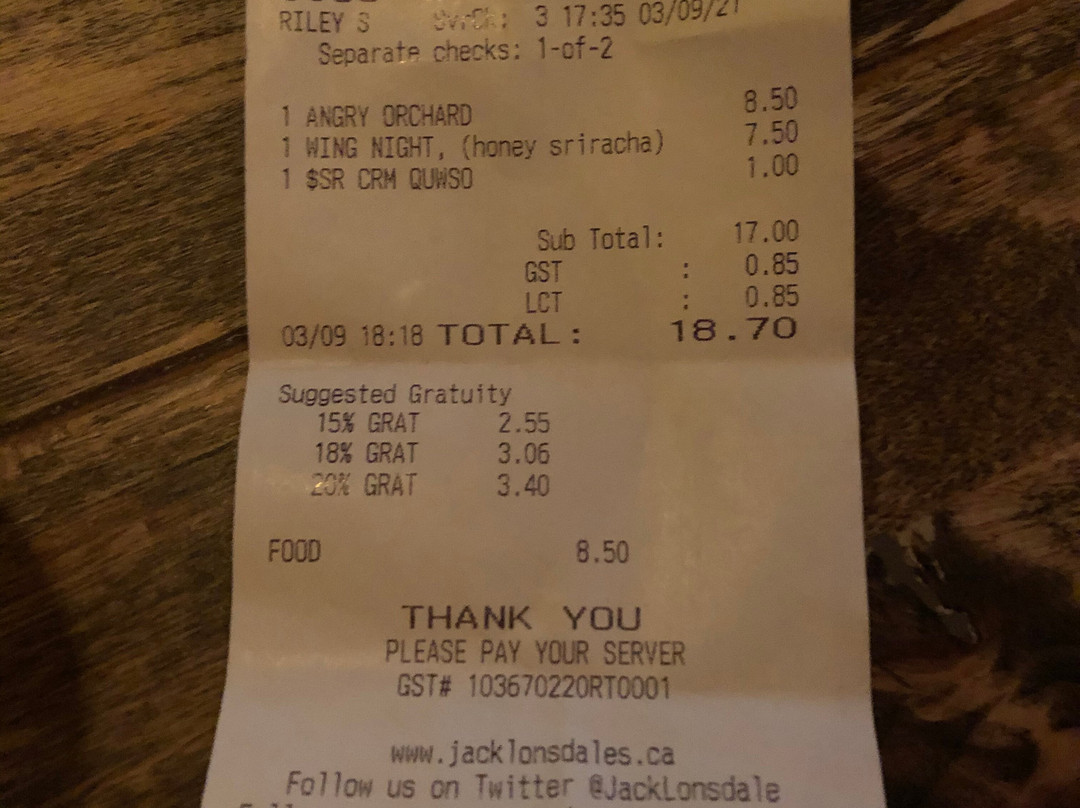 RILEY S SvrCk: 3 17:35 03/09/21
Separate checks: 1-of-2
1 ANGRY ORCHARD 8.50
1 WING NIGHT, (honey sriracha) 7.50
1 $SR CRM QUWSO 1.00
Sub Total: 17.00
GST : 0.85
LCT : 0.85
03/09 18:18 TOTAL: 18.70
Suggested Gratuity
15% GRAT 2.55
18% GRAT 3.06
20% GRAT 3.40
FOOD 8.50
THANK YOU
PLEASE PAY YOUR SERVER
GST# 103670220RT0001
www.jacklonsdales.ca
Follow us on Twitter @JackLonsdale